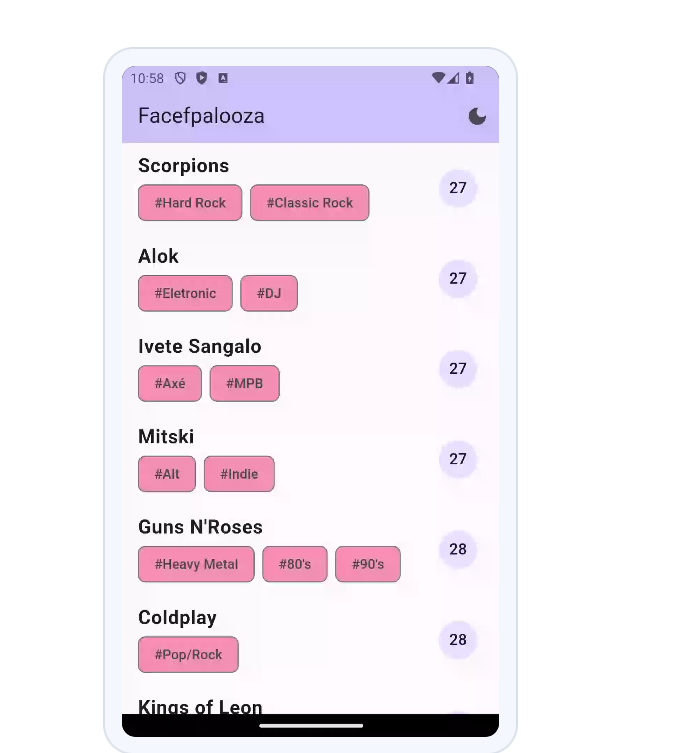 10:58
Facefpalooza
Scorpions
#Hard Rock #Classic Rock
27
Alok
#Eletronic #DJ
27
Ivete Sangalo
#Axé #MPB
27
Mitski
#Alt #Indie
27
Guns N'Roses
#Heavy Metal #80's #90's
28
Coldplay
#Pop/Rock
28
Kings of Leon